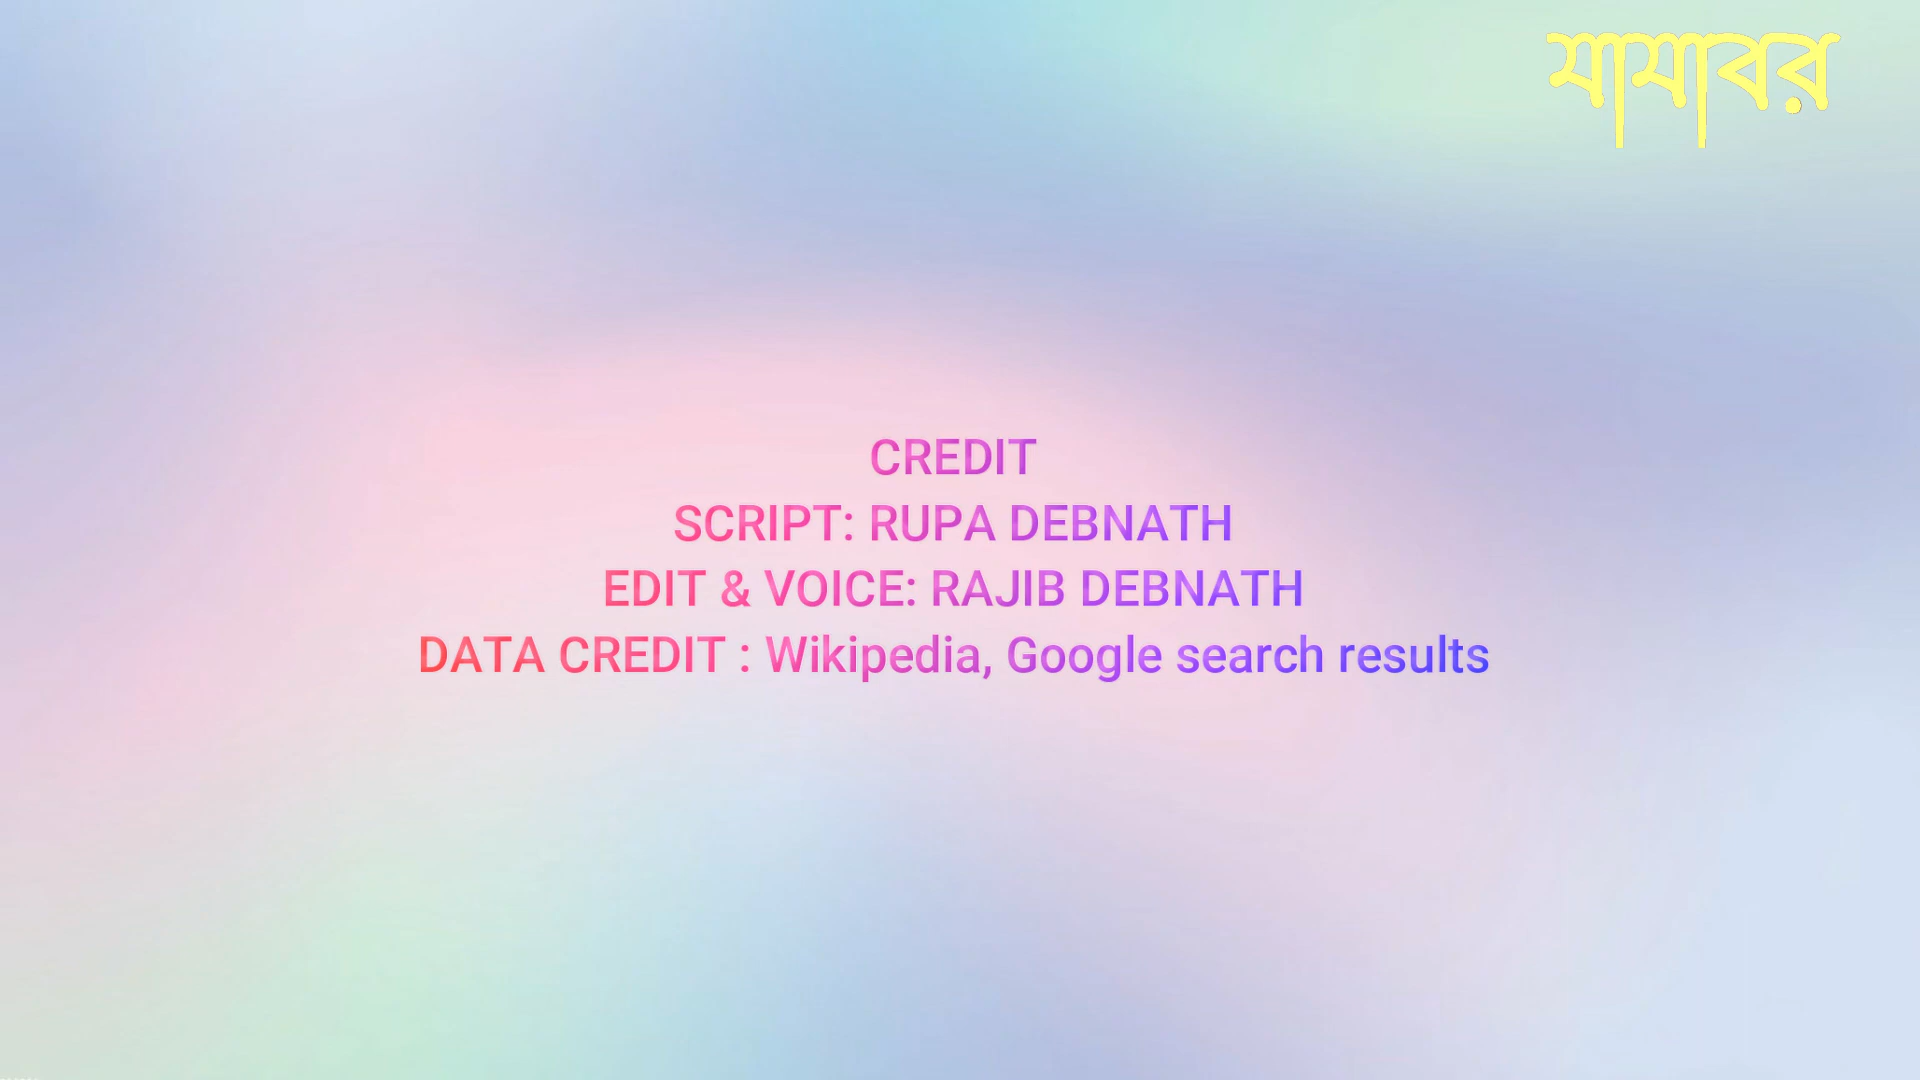 যাযাবর
CREDIT
SCRIPT: RUPA DEBNATH
EDIT & VOICE: RAJIB DEBNATH
DATA CREDIT : Wikipedia, Google search results